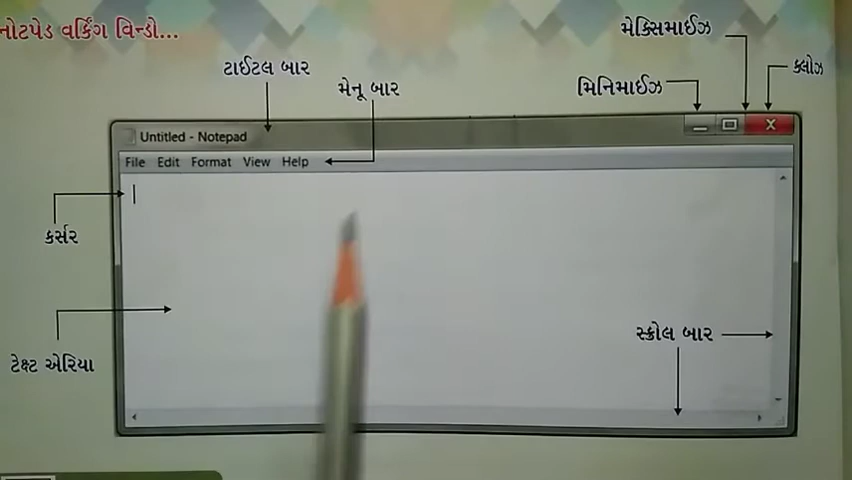 નોટપેડ વર્કિંગ વિન્ડો...
મેક્સિમાઈઝ
ટાઈટલ બાર
મેનૂ બાર
મિનિમાઈઝ
ક્લોઝ
Untitled - Notepad
File Edit Format View Help
કર્સર
ટેક્ષ્ટ એરિયા
સ્ક્રોલ બાર